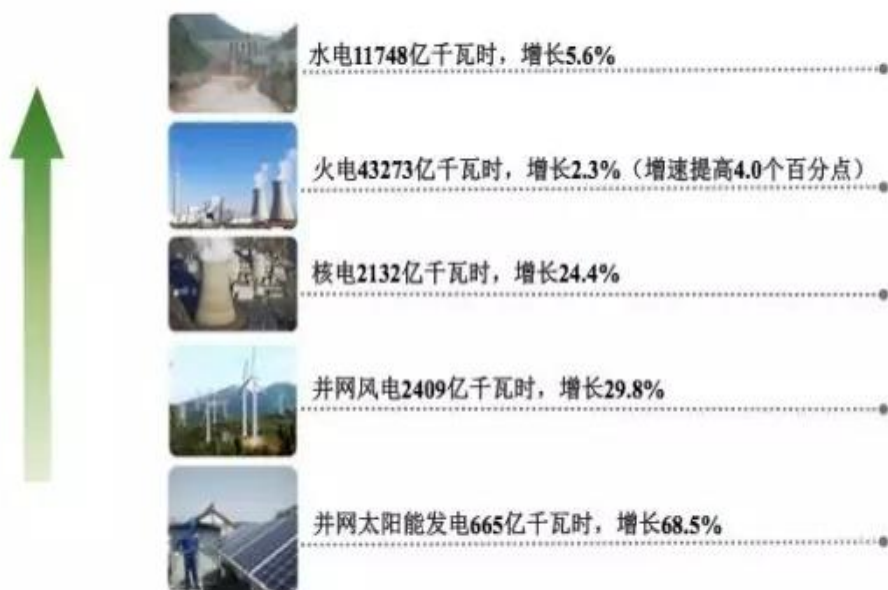 水电11748亿千瓦时，增长5.6%
火电43273亿千瓦时，增长2.3%（增速提高4.0个百分点）
核电2132亿千瓦时，增长24.4%
并网风电2409亿千瓦时，增长29.8%
并网太阳能发电665亿千瓦时，增长68.5%